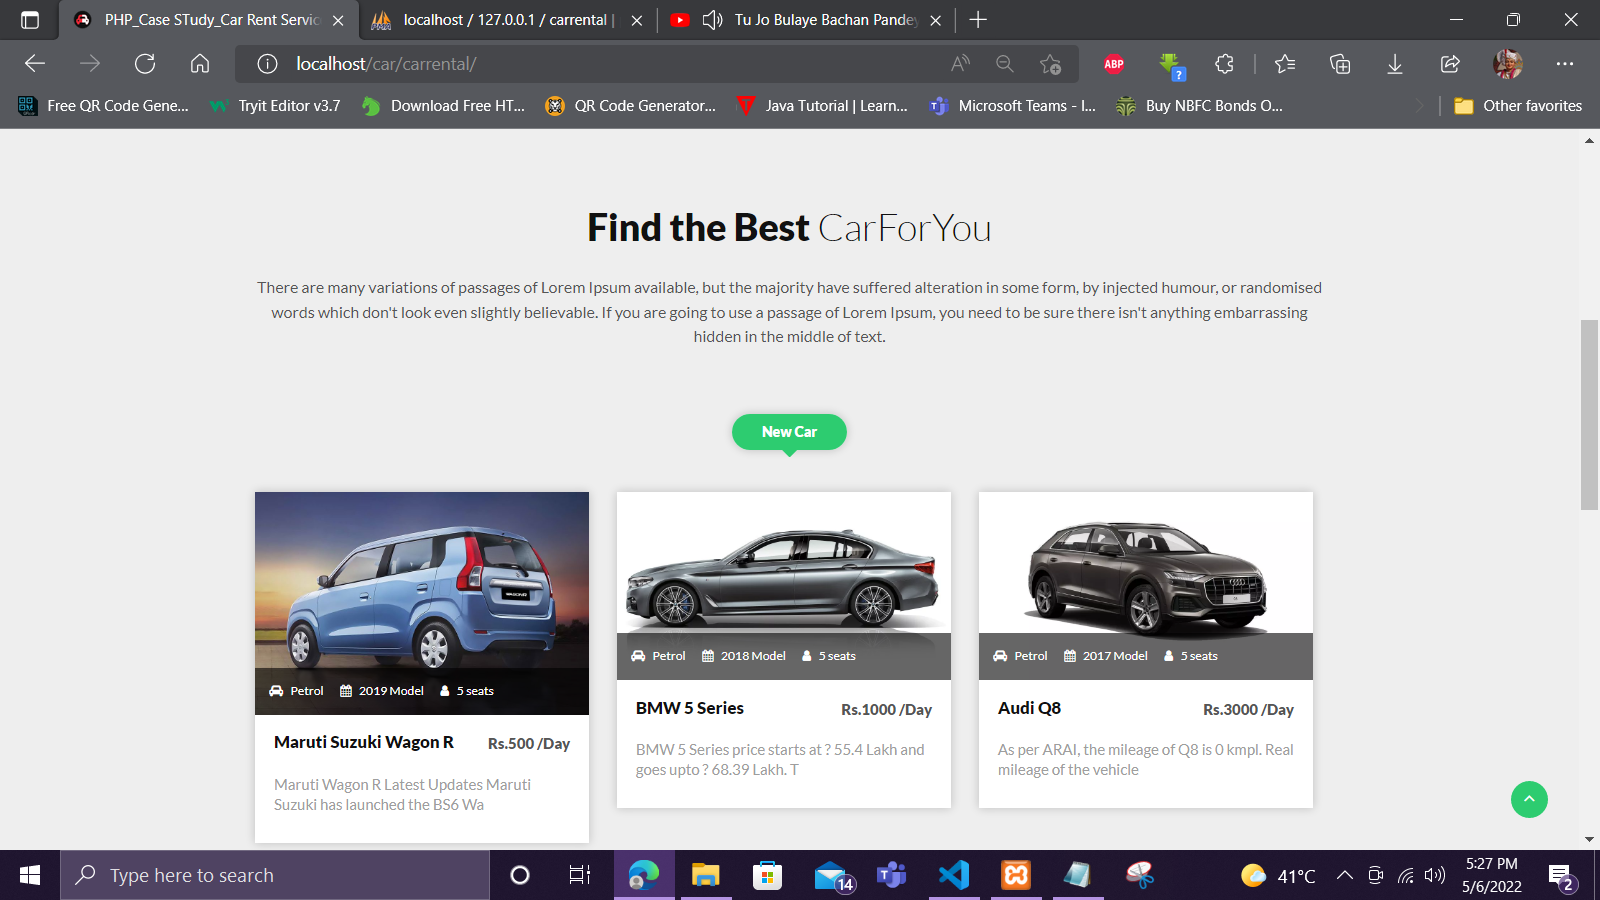 PHP_Case STudy_Car Rent Servic
localhost / 127.0.0.1 / carrental |
Tu Jo Bulaye Bachan Pandey
localhost/car/carrental/
ABP
Free QR Code Gene...
Tryit Editor v3.7
Download Free HT...
QR Code Generator...
Java Tutorial | Learn...
Microsoft Teams - I...
Buy NBFC Bonds O...
Other favorites
Find the Best CarForYou
There are many variations of passages of Lorem Ipsum available, but the majority have suffered alteration in some form, by injected humour, or randomised
words which don't look even slightly believable. If you are going to use a passage of Lorem Ipsum, you need to be sure there isn't anything embarrassing
hidden in the middle of text.
New Car
WAGONR
Petrol 2019 Model 5 seats
Maruti Suzuki Wagon R Rs.500 /Day
Maruti Wagon R Latest Updates Maruti
Suzuki has launched the BS6 Wa
Petrol 2018 Model 5 seats
BMW 5 Series Rs.1000 /Day
BMW 5 Series price starts at ? 55.4 Lakh and
goes upto ? 68.39 Lakh. T
Petrol 2017 Model 5 seats
Audi Q8 Rs.3000 /Day
As per ARAI, the mileage of Q8 is 0 kmpl. Real
mileage of the vehicle
Type here to search
14
41°C
5:27 PM
5/6/2022
2